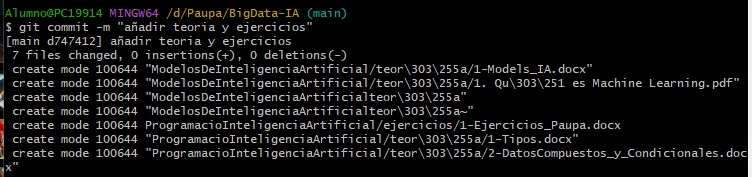 Alumno@PC19914 MINGW64 /d/Paupa/BigData-IA (main)
$ git commit -m "añadir teoria y ejercicios"
[main d747412] añadir teoria y ejercicios
 7 files changed, 0 insertions(+), 0 deletions(-)
 create mode 100644 "ModelosDeInteligenciaArtificial/teor\303\255a/1-Models_IA.docx"
 create mode 100644 "ModelosDeInteligenciaArtificial/teor\303\255a/1. Qu\303\251 es Machine Learning.pdf"
 create mode 100644 "ModelosDeInteligenciaArtificialteor\303\255a"
 create mode 100644 "ModelosDeInteligenciaArtificialteor\303\255a~"
 create mode 100644 ProgramacioInteligenciaArtificial/ejercicios/1-Ejercicios_Paupa.docx
 create mode 100644 "ProgramacioInteligenciaArtificial/teor\303\255a/1-Tipos.docx"
 create mode 100644 "ProgramacioInteligenciaArtificial/teor\303\255a/2-DatosCompuestos_y_Condicionales.doc
x"